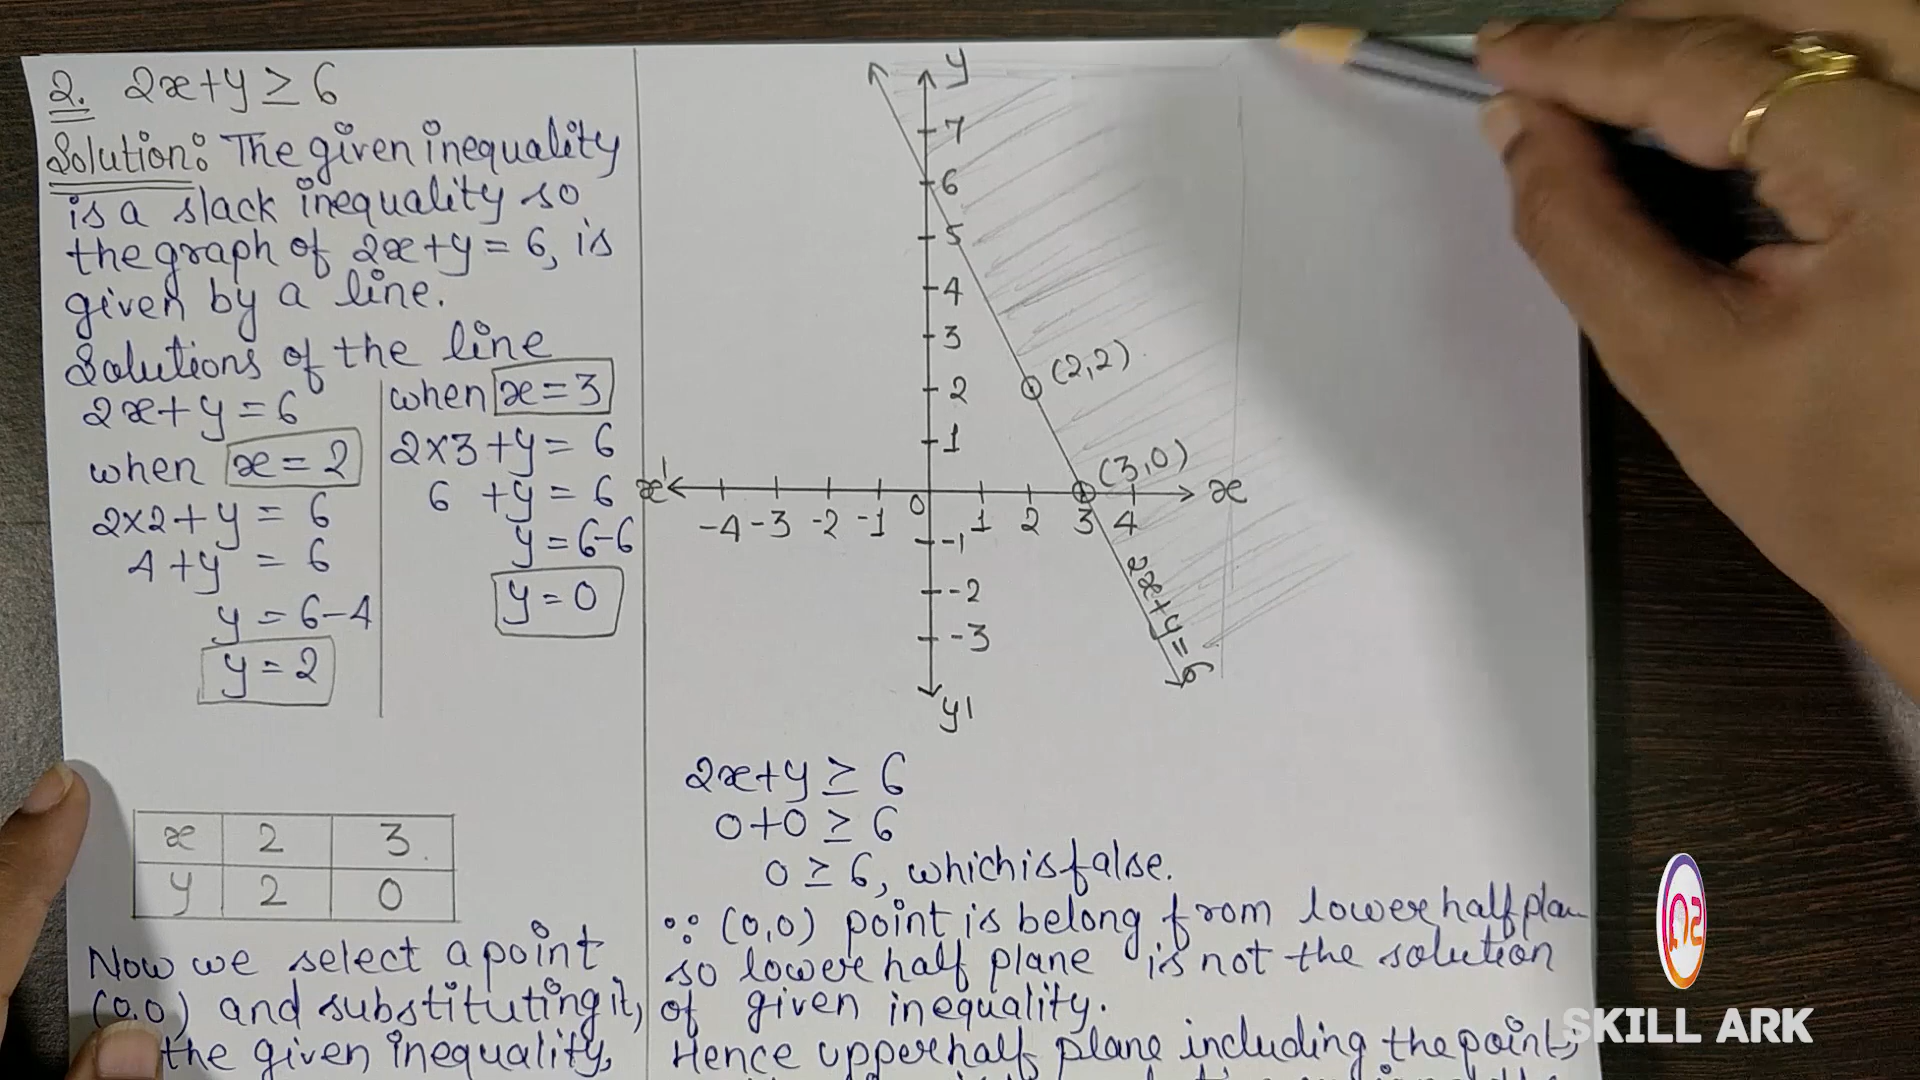 2. 2x+y ≥ 6
Solution: The given inequality
is a slack inequality so
the graph of 2x+y = 6, is
given by a line.
Solutions of the line
2x+y = 6
when x = 2
2×2+y = 6
4+y = 6
y = 6-4
y = 2
when x = 3
2×3+y = 6
6 +y = 6
y = 6-6
y = 0
x 2 3
y 2 0
Now we select a point
(0,0) and substituting it,
the given inequality,
y
7
6
5
4
3
2
1
(2,2)
(3,0)
x' x
-4 -3 -2 -1 0 1 2 3 4
-1
-2
-3
y'
2x+y=6
2x+y ≥ 6
0+0 ≥ 6
0 ≥ 6, which is false.
∵ (0,0) point is belong from lower half plan
so lower half plane is not the solution
of given inequality.
Hence upper half plane including the points
SKILL ARK